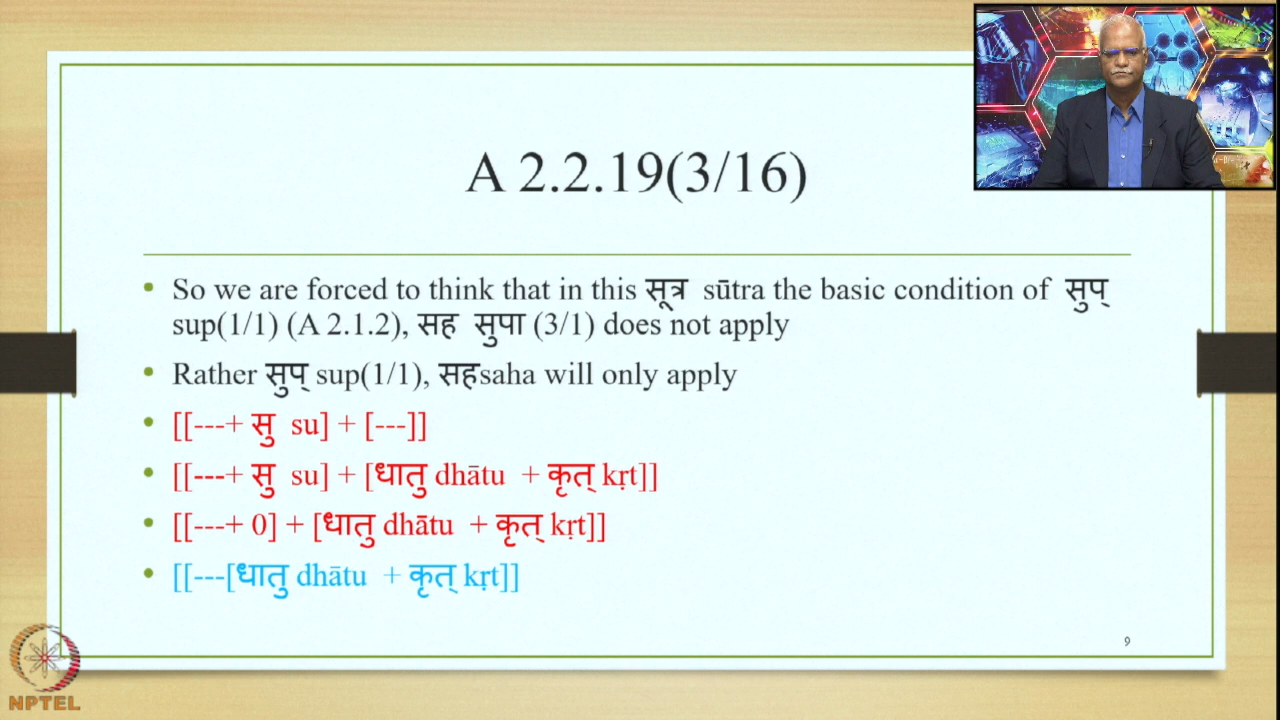 A 2.2.19(3/16)
• So we are forced to think that in this सूत्र sūtra the basic condition of सुप्
sup(1/1) (A 2.1.2), सह सुपा (3/1) does not apply
• Rather सुप् sup(1/1), सहsaha will only apply
• [[---+ सु su] + [---]]
• [[---+ सु su] + [धातु dhātu + कृत् kṛt]]
• [[---+ 0] + [धातु dhātu + कृत् kṛt]]
• [[---[धातु dhātu + कृत् kṛt]]
9
NPTEL